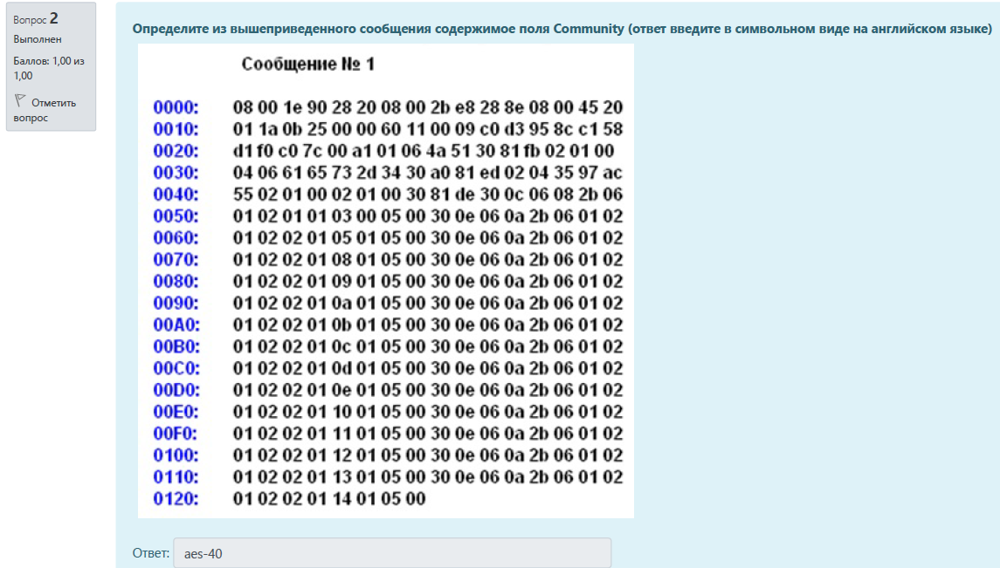 Вопрос 2
Выполнен
Баллов: 1,00 из
1,00
Отметить
вопрос
Определите из вышеприведенного сообщения содержимое поля Community (ответ введите в символьном виде на английском языке)
Сообщение № 1
0000: 08 00 1e 90 28 20 08 00 2b e8 28 8e 08 00 45 20
0010: 01 1a 0b 25 00 00 60 11 00 09 c0 d3 95 8c c1 58
0020: d1 f0 c0 7c 00 a1 01 06 4a 51 30 81 fb 02 01 00
0030: 04 06 61 65 73 2d 34 30 a0 81 ed 02 04 35 97 ac
0040: 55 02 01 00 02 01 00 30 81 de 30 0c 06 08 2b 06
0050: 01 02 01 01 03 00 05 00 30 0e 06 0a 2b 06 01 02
0060: 01 02 02 01 05 01 05 00 30 0e 06 0a 2b 06 01 02
0070: 01 02 02 01 08 01 05 00 30 0e 06 0a 2b 06 01 02
0080: 01 02 02 01 09 01 05 00 30 0e 06 0a 2b 06 01 02
0090: 01 02 02 01 0a 01 05 00 30 0e 06 0a 2b 06 01 02
00A0: 01 02 02 01 0b 01 05 00 30 0e 06 0a 2b 06 01 02
00B0: 01 02 02 01 0c 01 05 00 30 0e 06 0a 2b 06 01 02
00C0: 01 02 02 01 0d 01 05 00 30 0e 06 0a 2b 06 01 02
00D0: 01 02 02 01 0e 01 05 00 30 0e 06 0a 2b 06 01 02
00E0: 01 02 02 01 10 01 05 00 30 0e 06 0a 2b 06 01 02
00F0: 01 02 02 01 11 01 05 00 30 0e 06 0a 2b 06 01 02
0100: 01 02 02 01 12 01 05 00 30 0e 06 0a 2b 06 01 02
0110: 01 02 02 01 13 01 05 00 30 0e 06 0a 2b 06 01 02
0120: 01 02 02 01 14 01 05 00
Ответ: aes-40